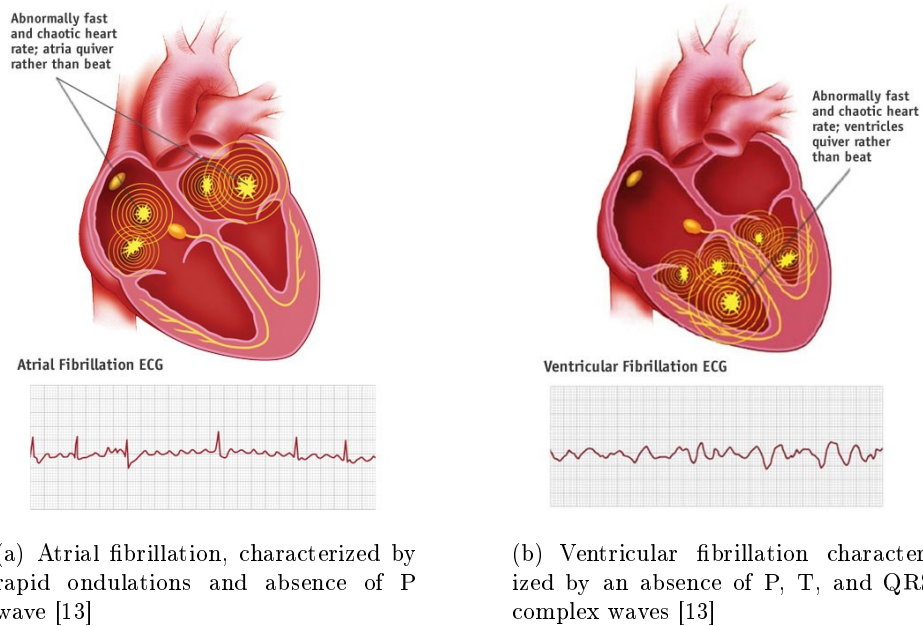 Abnormally fast
and chaotic heart
rate; atria quiver
rather than beat
Abnormally fast
and chaotic heart
rate; ventricles
quiver rather
than beat
Atrial Fibrillation ECG
Ventricular Fibrillation ECG
(a) Atrial fibrillation, characterized by
rapid ondulations and absence of P
wave [13]
(b) Ventricular fibrillation character-
ized by an absence of P, T, and QRS
complex waves [13]